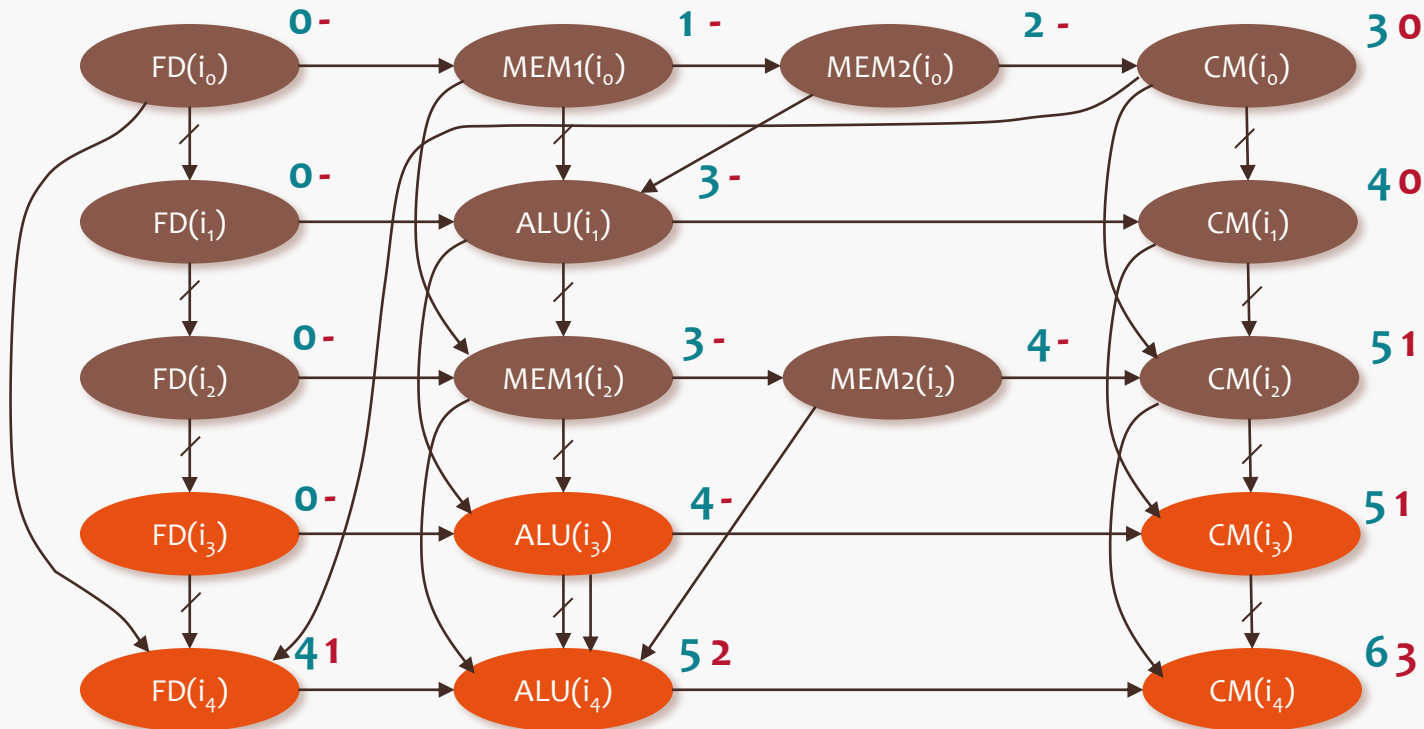 0 - 1 - 2 - 3 0
FD(i₀) MEM1(i₀) MEM2(i₀) CM(i₀)
0 - 3 - 4 0
FD(i₁) ALU(i₁) CM(i₁)
0 - 3 - 4 - 5 1
FD(i₂) MEM1(i₂) MEM2(i₂) CM(i₂)
0 - 4 - 5 1
FD(i₃) ALU(i₃) CM(i₃)
4 1 5 2 6 3
FD(i₄) ALU(i₄) CM(i₄)